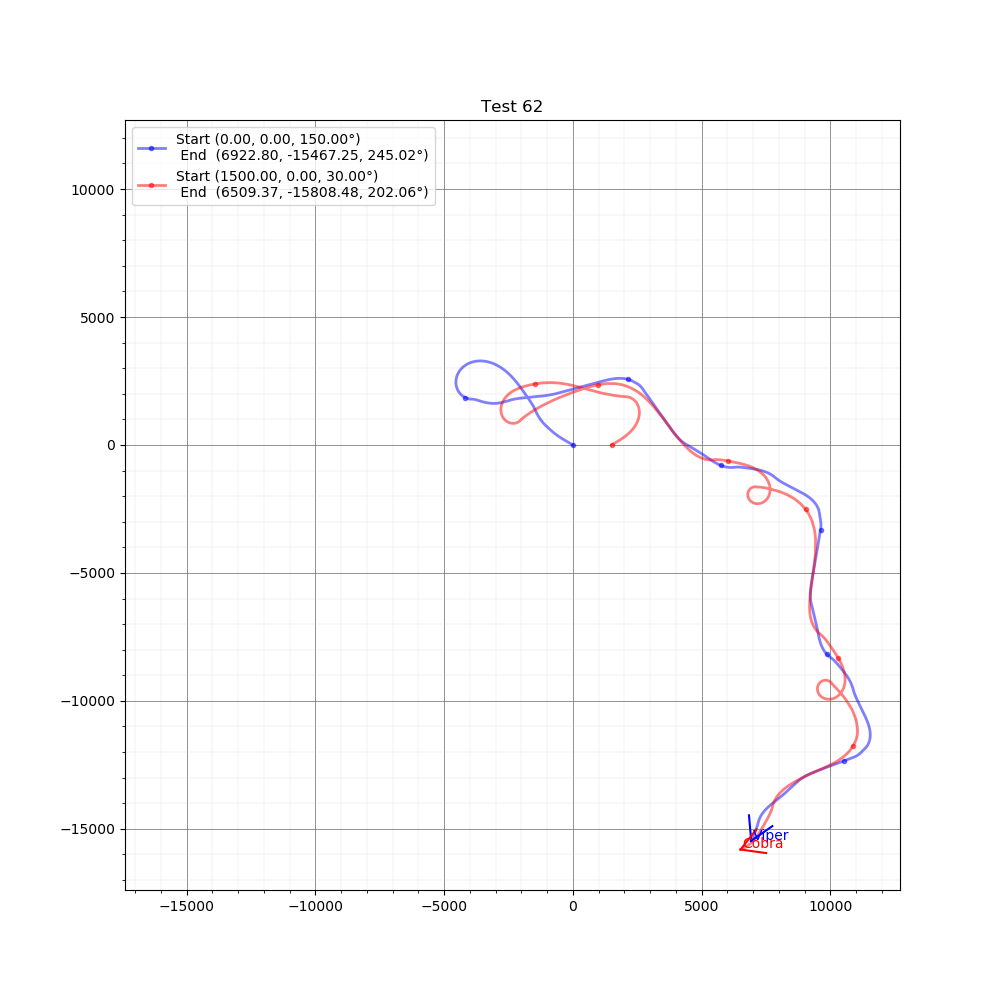 Test 62
Start (0.00, 0.00, 150.00°)
End (6922.80, -15467.25, 245.02°)
Start (1500.00, 0.00, 30.00°)
End (6509.37, -15808.48, 202.06°)
10000
5000
0
−5000
−10000
−15000
Viper
Cobra
−15000 −10000 −5000 0 5000 10000